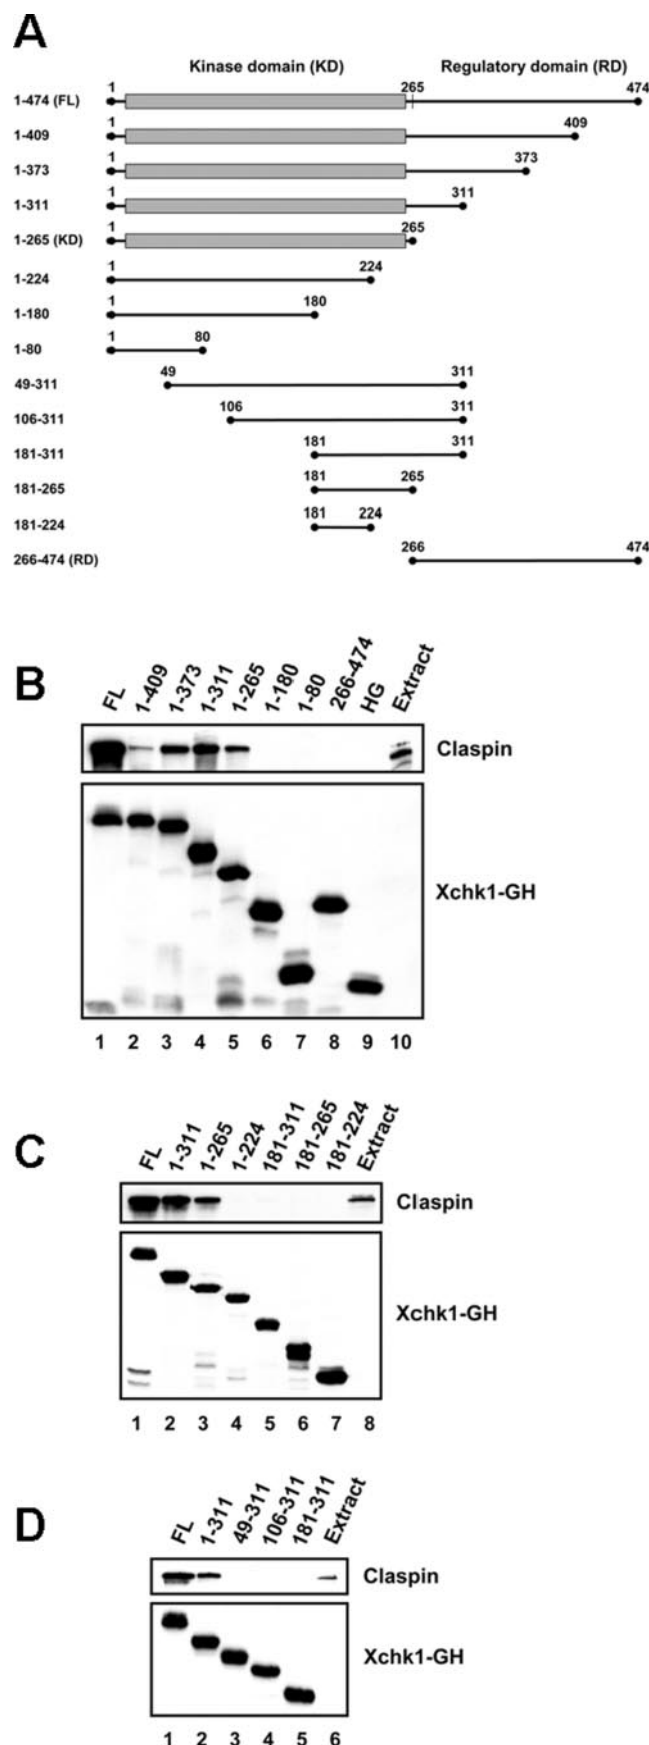 A
Kinase domain (KD) Regulatory domain (RD)
1-474 (FL) 1 265 474
1-409 1 409
1-373 1 373
1-311 1 311
1-265 (KD) 1 265
1-224 1 224
1-180 1 180
1-80 1 80
49-311 49 311
106-311 106 311
181-311 181 311
181-265 181 265
181-224 181 224
266-474 (RD) 266 474
B
FL 1-409 1-373 1-311 1-265 1-180 1-80 266-474 HG Extract
Claspin
Xchk1-GH
1 2 3 4 5 6 7 8 9 10
C
FL 1-311 1-265 1-224 181-311 181-265 181-224 Extract
Claspin
Xchk1-GH
1 2 3 4 5 6 7 8
D
FL 1-311 49-311 106-311 181-311 Extract
Claspin
Xchk1-GH
1 2 3 4 5 6